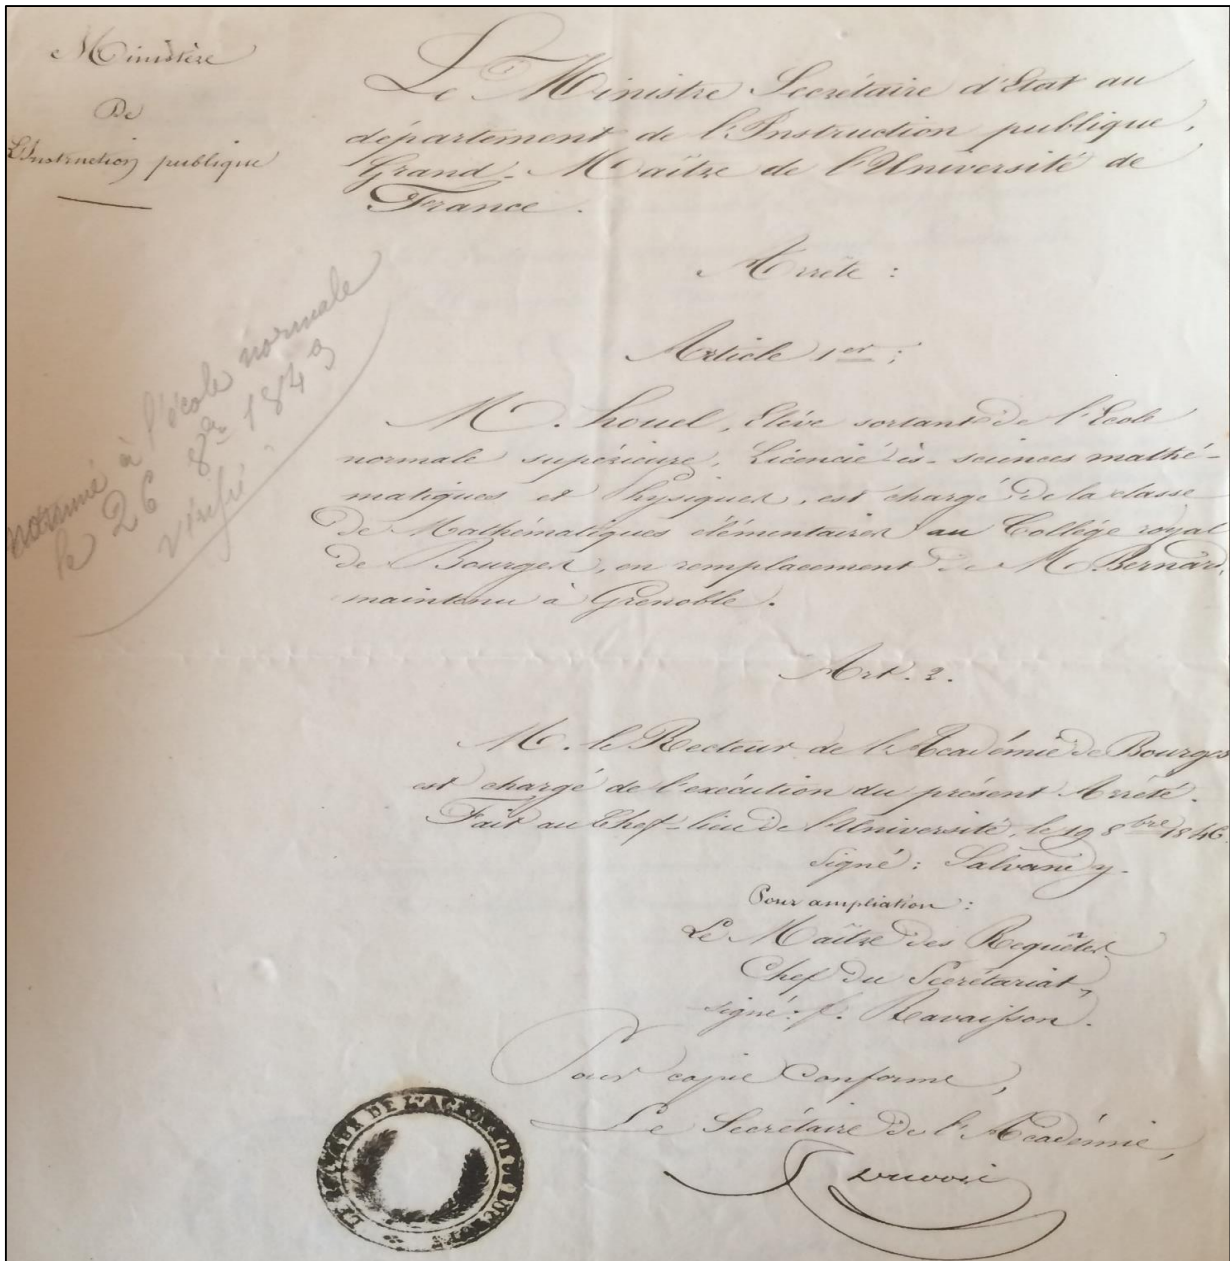 Ministère
De
L'Instruction publique
Le Ministre Secrétaire d'Etat au
département de l'Instruction publique,
Grand-Maître de l'Université de
France.
Arrête :
Article 1er :
M. houel, Elève sortant de l'Ecole
normale supérieure, Licencié ès-sciences mathé-
matiques et Physiques, est chargé de la classe
de Mathématiques élémentaires au Collège royal
de Bourges, en remplacement de M. Bernard,
maintenu à Grenoble.
Art. 2.
M. le Recteur de l'Académie de Bourges
est chargé de l'exécution du présent Arrêté.
Fait au Chef-lieu de l'Université, le 19 8bre 1846.
signé : Salvandy.
Pour ampliation :
Le Maître des Requêtes
Chef du Secrétariat,
signé : f. Ravaisson.
Pour copie Conforme,
Le Secrétaire de l'Académie,
nommé à l'école normale
le 26 8bre 1843
vérifié